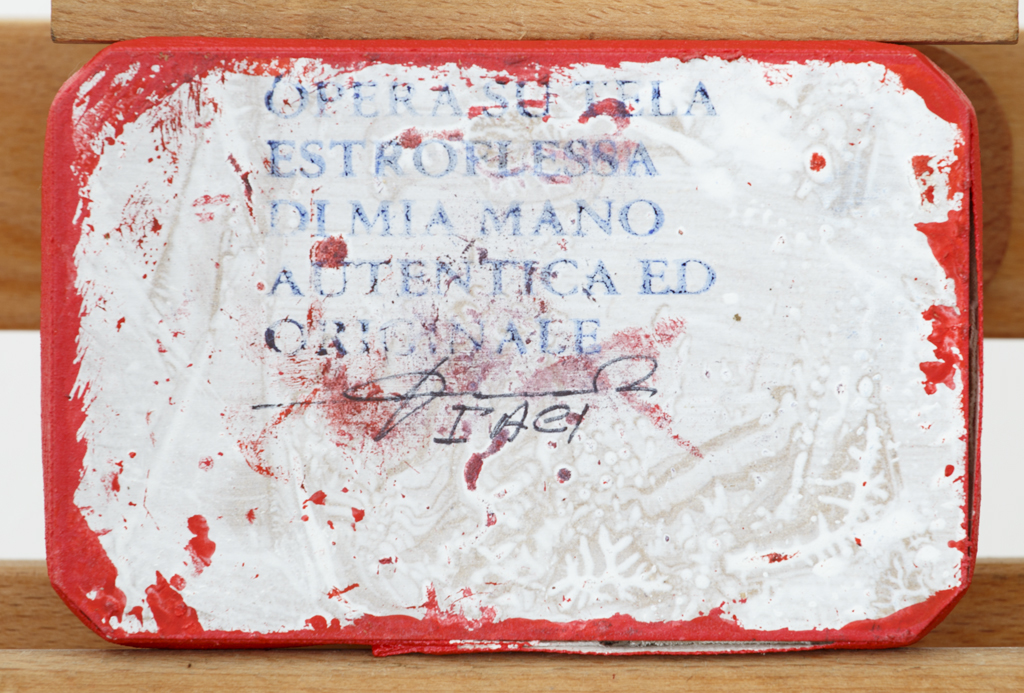 OPERA SU TELA
ESTROFLESSA
DI MIA MANO
AUTENTICA ED
ORIGINALE